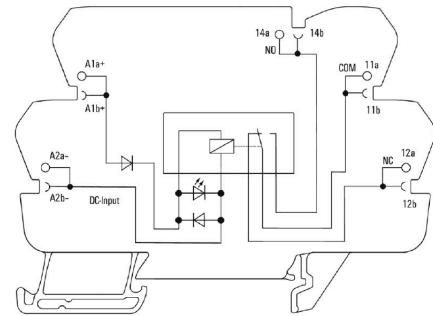 14a
14b
NO
A1a+
COM
11a
A1b+
11b
A2a-
12a
NC
A2b-
DC-Input
12b